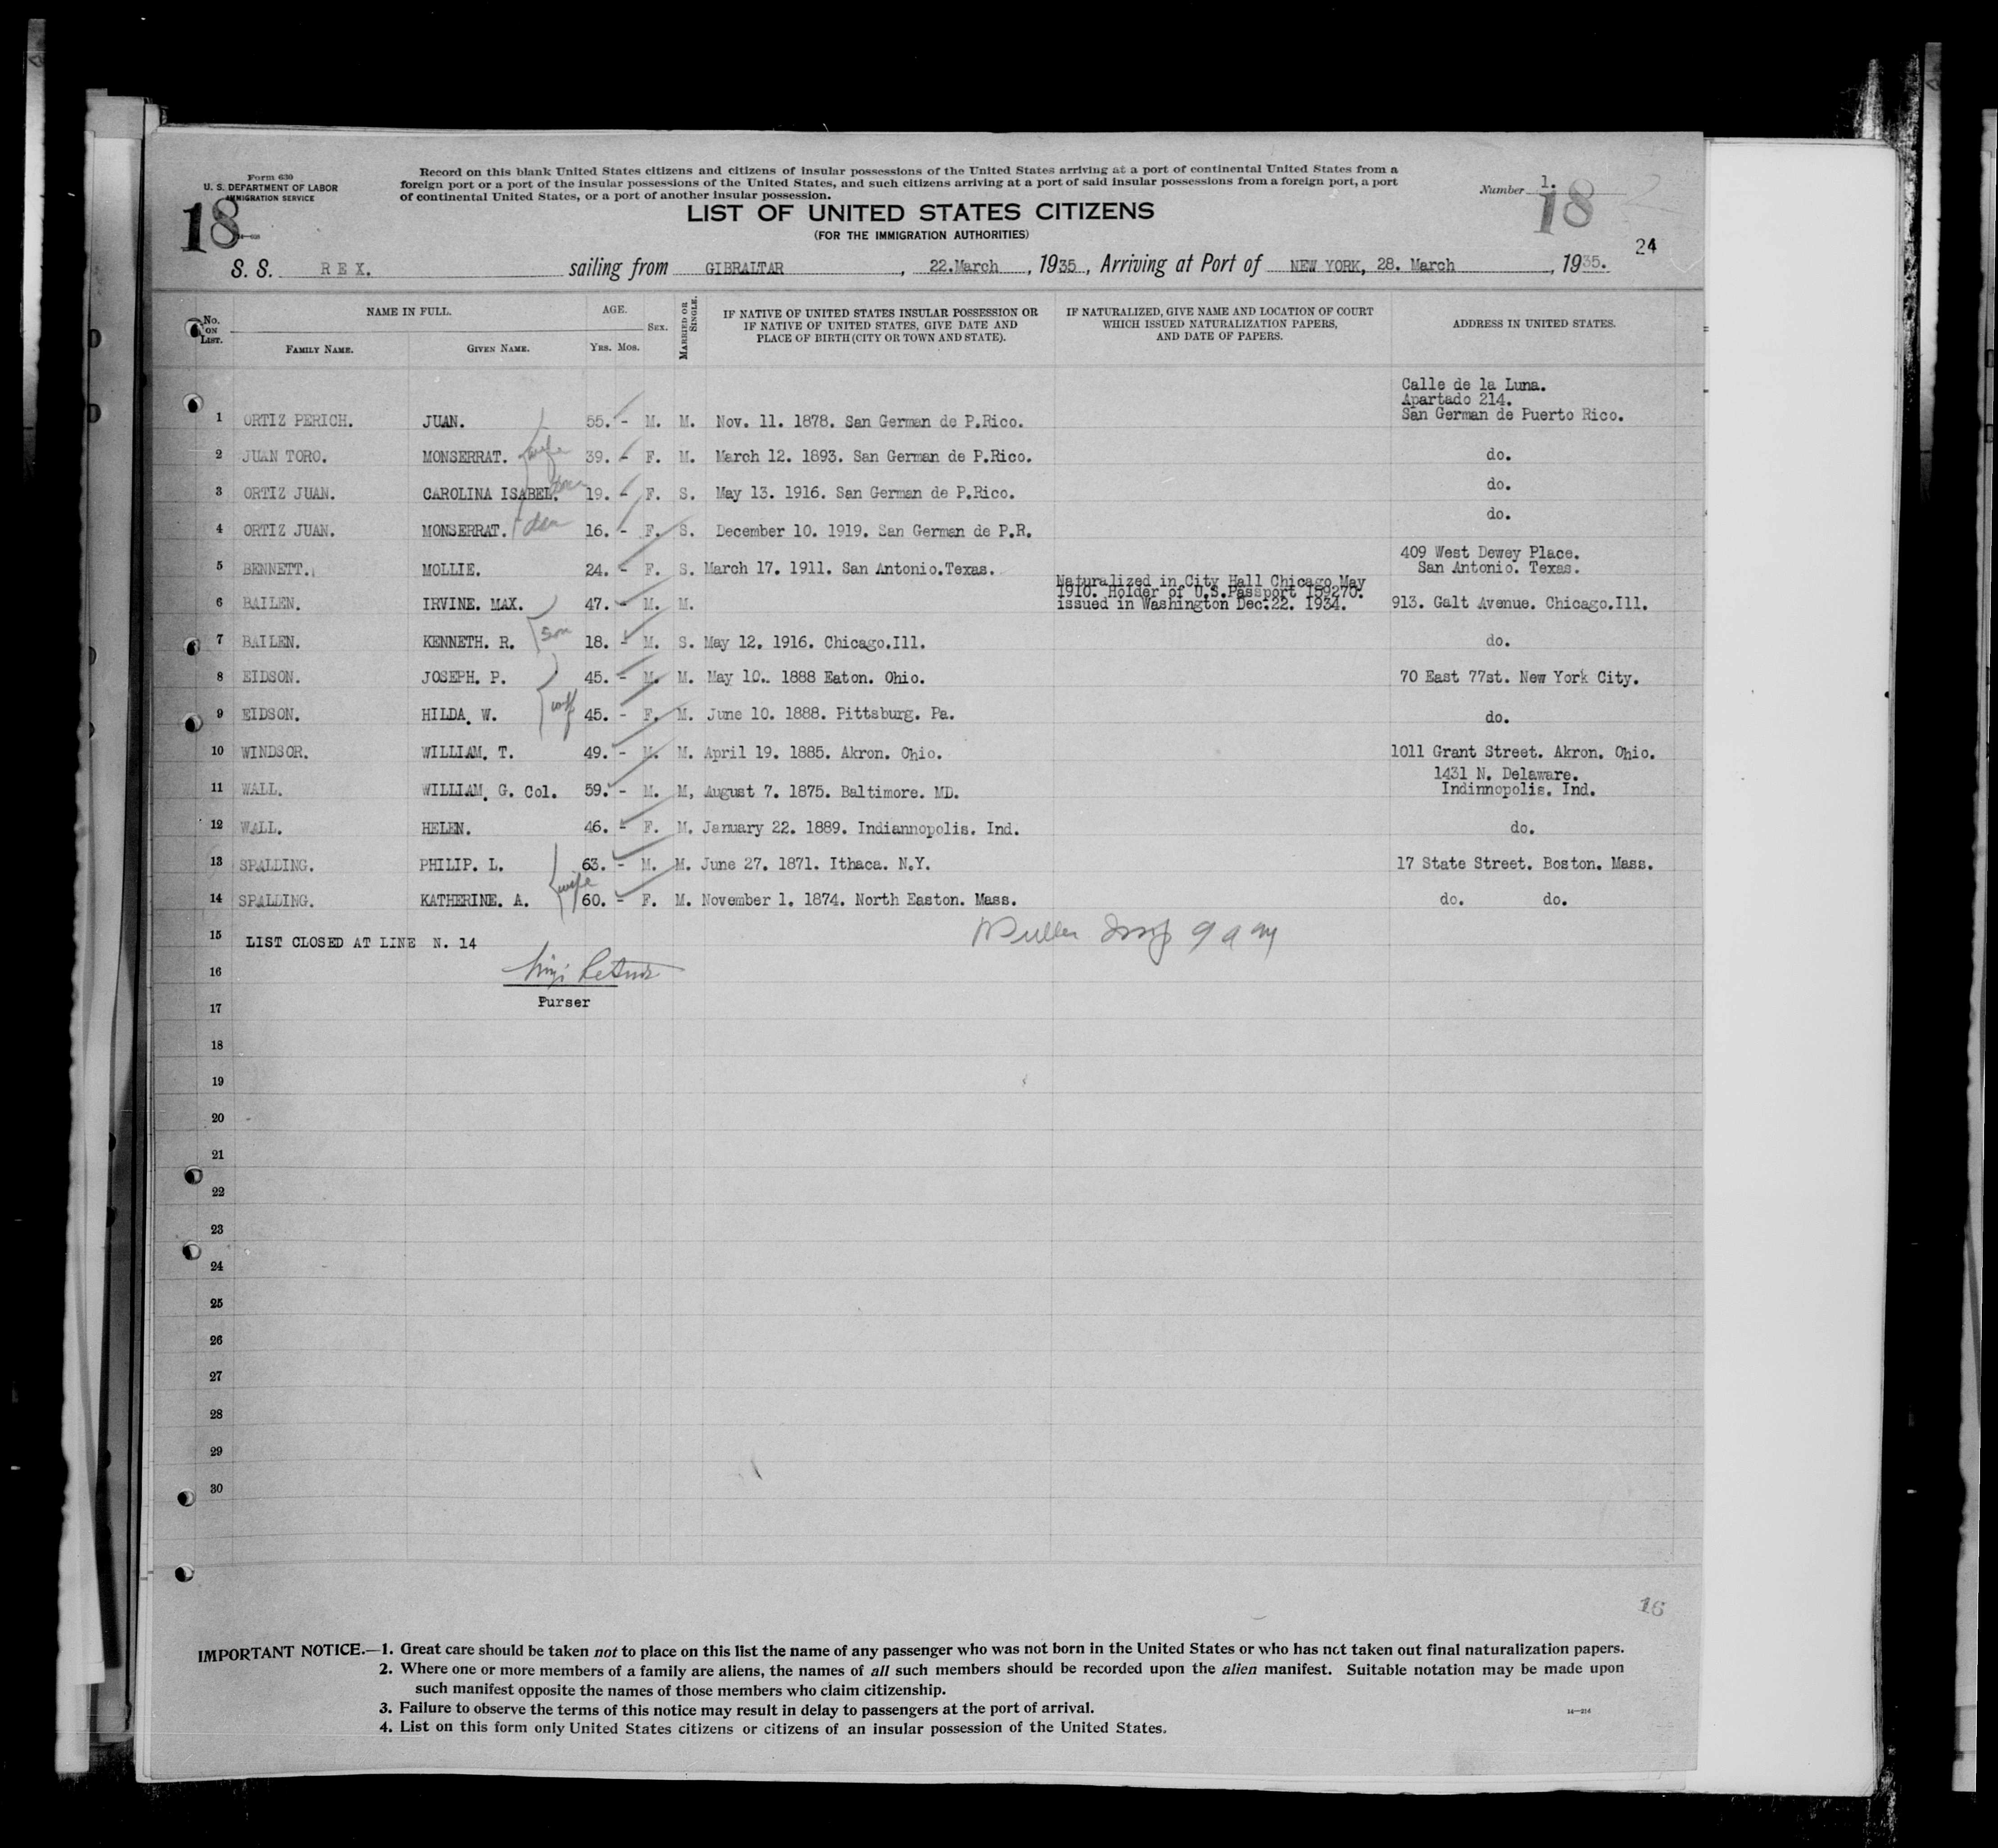 Form 630
U. S. DEPARTMENT OF LABOR
IMMIGRATION SERVICE
18
Record on this blank United States citizens and citizens of insular possessions of the United States arriving at a port of continental United States from a
foreign port or a port of the insular possessions of the United States, and such citizens arriving at a port of said insular possessions from a foreign port, a port
of continental United States, or a port of another insular possession.
Number 1.
18
24
LIST OF UNITED STATES CITIZENS
(FOR THE IMMIGRATION AUTHORITIES)
S. S. REX. sailing from GIBRALTAR, 22.March, 1935, Arriving at Port of NEW YORK, 28. March, 1935.
No. ON LIST. NAME IN FULL. FAMILY NAME. GIVEN NAME. AGE. YRS. MOS. SEX. MARRIED OR SINGLE. IF NATIVE OF UNITED STATES INSULAR POSSESSION OR IF NATIVE OF UNITED STATES, GIVE DATE AND PLACE OF BIRTH (CITY OR TOWN AND STATE). IF NATURALIZED, GIVE NAME AND LOCATION OF COURT WHICH ISSUED NATURALIZATION PAPERS, AND DATE OF PAPERS. ADDRESS IN UNITED STATES.
Calle de la Luna.
Apartado 214.
1 ORTIZ PERICH. JUAN. 55. - M. M. Nov. 11. 1878. San German de P.Rico. San German de Puerto Rico.
2 JUAN TORO. MONSERRAT. wife 39. - F. M. March 12. 1893. San German de P.Rico. do.
3 ORTIZ JUAN. CAROLINA ISABEL. 19. - F. S. May 13. 1916. San German de P.Rico. do.
4 ORTIZ JUAN. MONSERRAT. 16. - F. S. December 10. 1919. San German de P.R. do.
409 West Dewey Place.
5 BENNETT. MOLLIE. 24. - F. S. March 17. 1911. San Antonio.Texas. San Antonio. Texas.
Naturalized in City Hall Chicago May
1910. Holder of U.S.Passport 159270.
6 BAILEN. IRVINE. MAX. 47. - M. M. issued in Washington Dec.22. 1934. 913. Galt Avenue. Chicago.Ill.
7 BAILEN. KENNETH. R. son 18. - M. S. May 12. 1916. Chicago.Ill. do.
8 EIDSON. JOSEPH. P. 45. - M. M. May 10. 1888 Eaton. Ohio. 70 East 77st. New York City.
9 EIDSON. HILDA. W. wf 45. - F. M. June 10. 1888. Pittsburg. Pa. do.
10 WINDSOR. WILLIAM. T. 49. - M. M. April 19. 1885. Akron. Ohio. 1011 Grant Street. Akron. Ohio.
1431 N. Delaware.
11 WALL. WILLIAM. G. Col. 59. - M. M, August 7. 1875. Baltimore. MD. Indinnopolis. Ind.
12 WALL. HELEN. 46. - F. M. January 22. 1889. Indiannopolis. Ind. do.
13 SPALDING. PHILIP. L. 63. - M. M. June 27. 1871. Ithaca. N.Y. 17 State Street. Boston. Mass.
14 SPALDING. KATHERINE. A. wife 60. - F. M. November 1. 1874. North Easton. Mass. do. do.
15 LIST CLOSED AT LINE N. 14
16
Purser
17
18
19
20
21
22
23
24
25
26
27
28
29
30
16
IMPORTANT NOTICE.—1. Great care should be taken not to place on this list the name of any passenger who was not born in the United States or who has not taken out final naturalization papers.
2. Where one or more members of a family are aliens, the names of all such members should be recorded upon the alien manifest. Suitable notation may be made upon
such manifest opposite the names of those members who claim citizenship.
3. Failure to observe the terms of this notice may result in delay to passengers at the port of arrival.
4. List on this form only United States citizens or citizens of an insular possession of the United States.